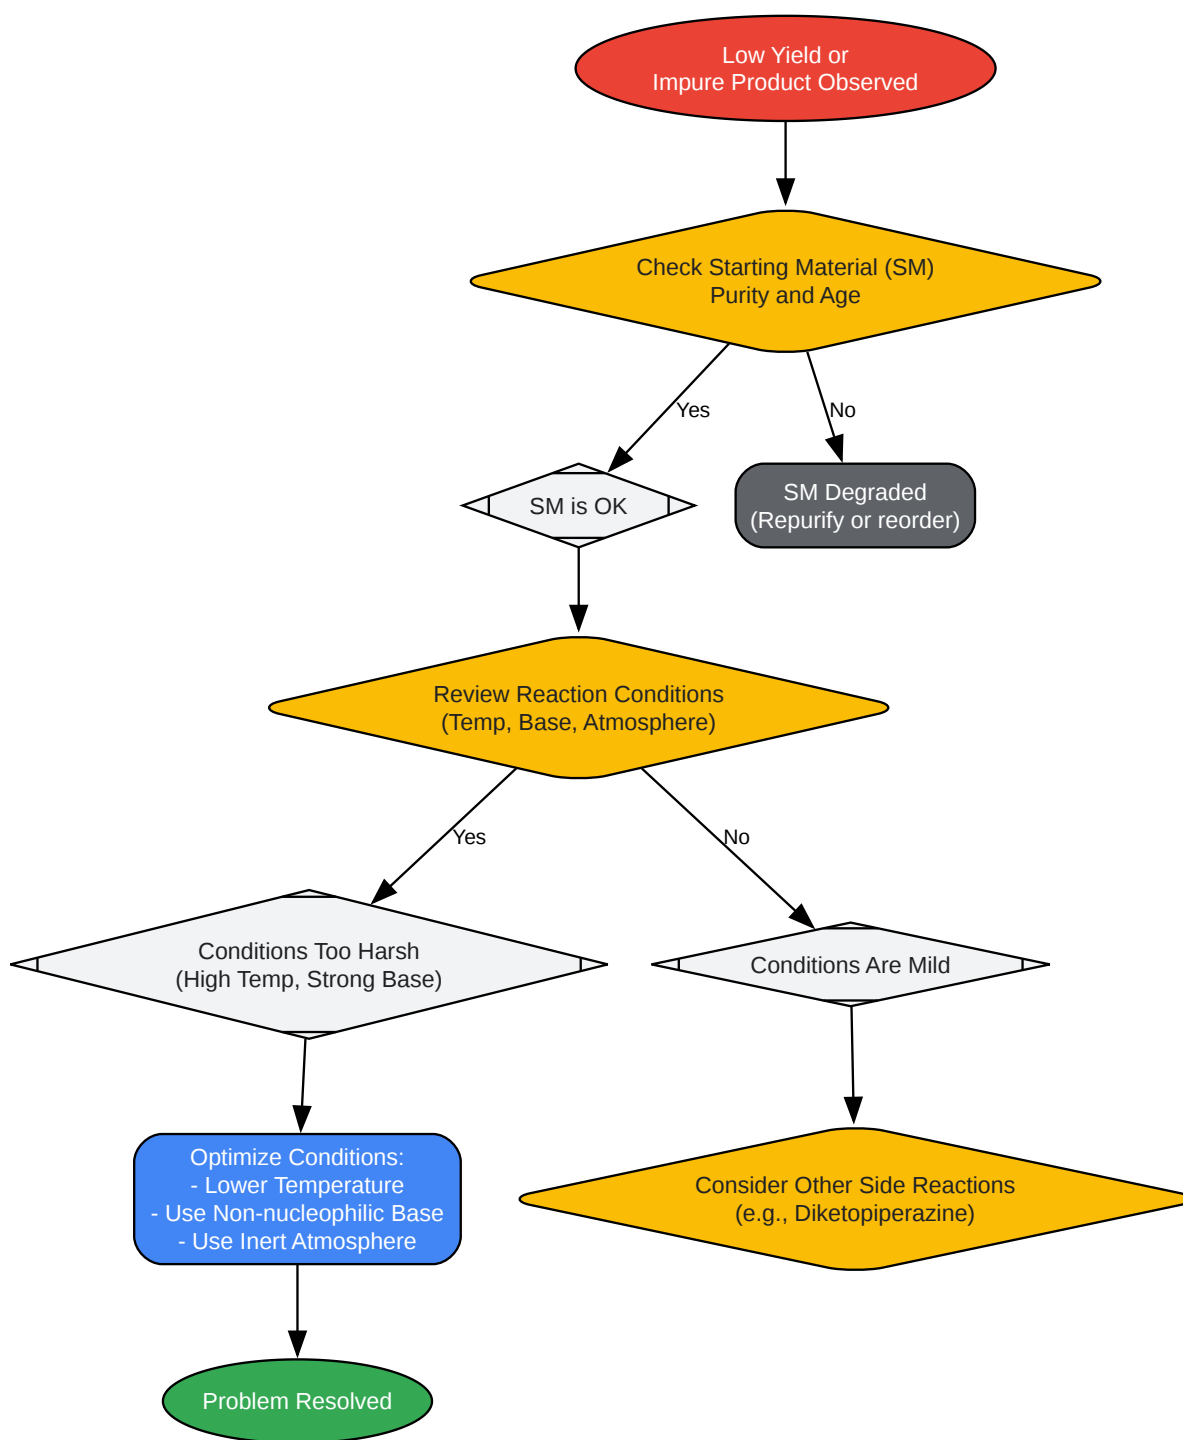 Low Yield or
Impure Product Observed
Check Starting Material (SM)
Purity and Age
Yes
No
SM is OK
SM Degraded
(Repurify or reorder)
Review Reaction Conditions
(Temp, Base, Atmosphere)
Yes
No
Conditions Too Harsh
(High Temp, Strong Base)
Conditions Are Mild
Optimize Conditions:
- Lower Temperature
- Use Non-nucleophilic Base
- Use Inert Atmosphere
Consider Other Side Reactions
(e.g., Diketopiperazine)
Problem Resolved